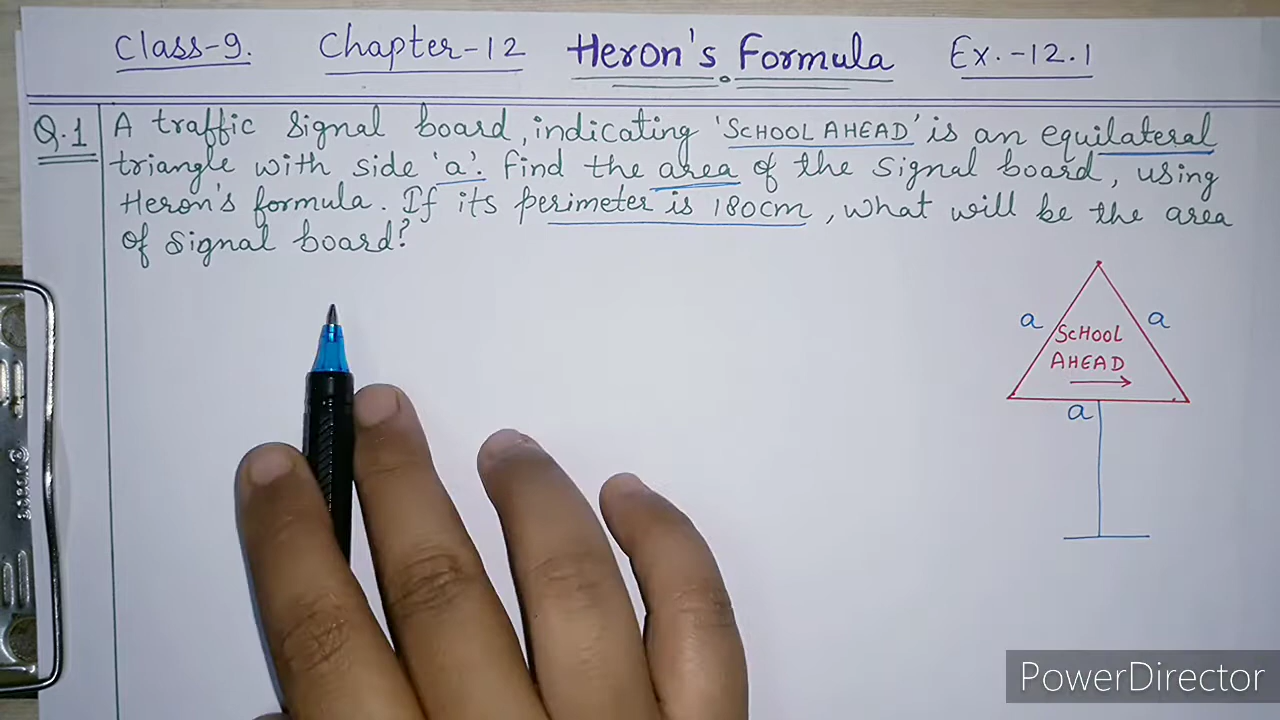 Class-9. Chapter-12 Heron's Formula Ex.-12.1
Q.1 A traffic signal board, indicating 'SCHOOL AHEAD' is an equilateral
triangle with side 'a'. Find the area of the signal board, using
Heron's formula. If its perimeter is 180cm, what will be the area
of signal board?
a a
SCHOOL
AHEAD
a
PowerDirector